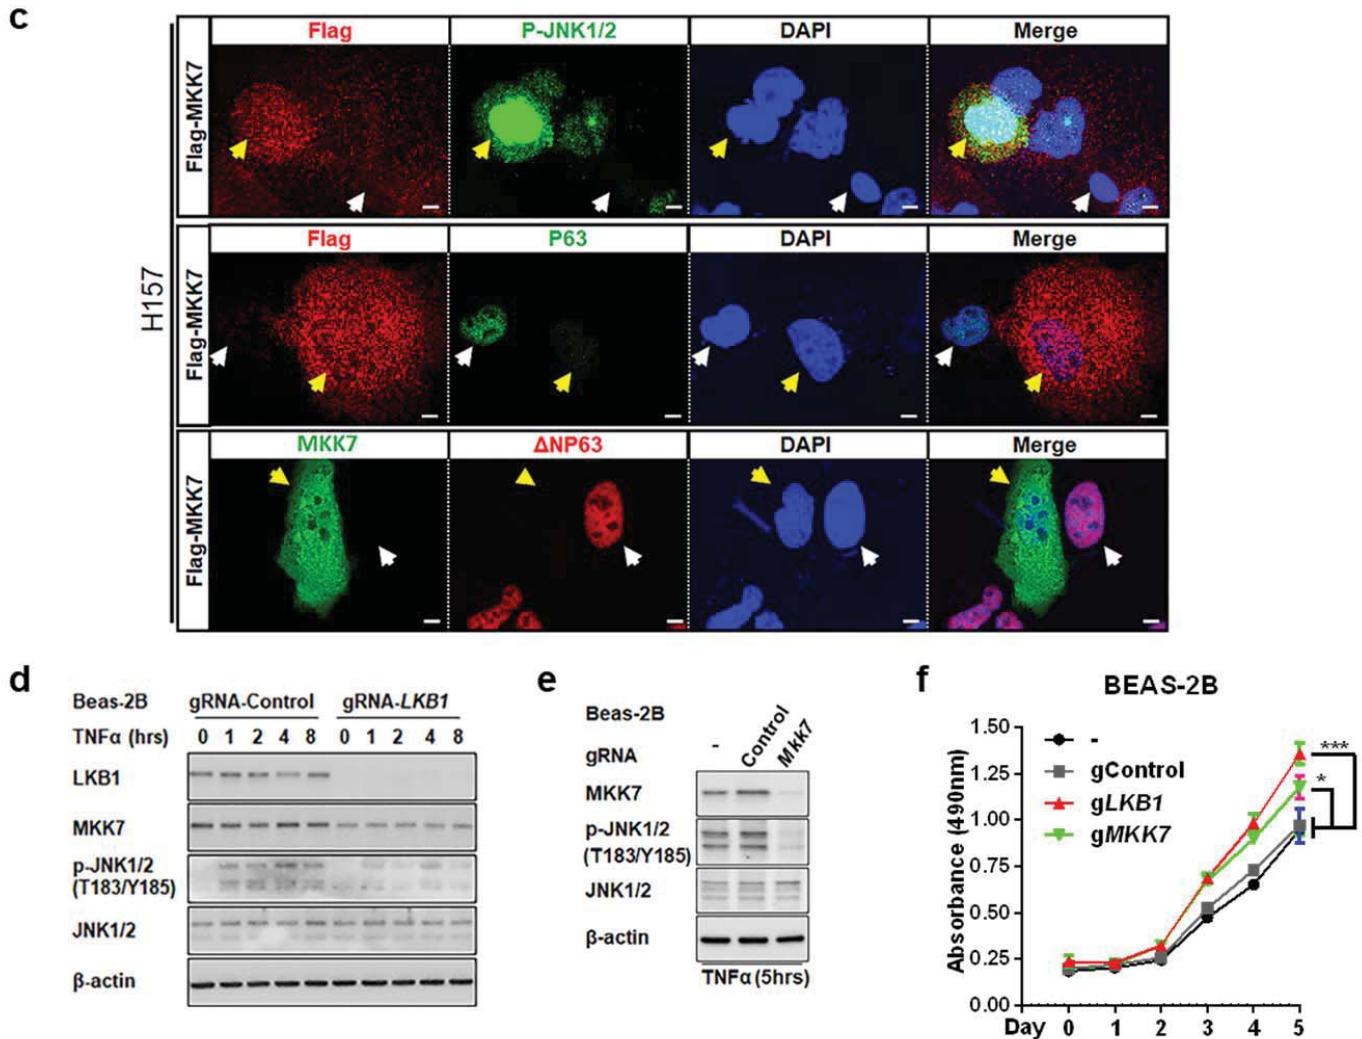 c
Flag P-JNK1/2 DAPI Merge
Flag-MKK7
Flag P63 DAPI Merge
Flag-MKK7
H157
MKK7 ΔNP63 DAPI Merge
Flag-MKK7
d
Beas-2B gRNA-Control gRNA-LKB1
TNFα (hrs) 0 1 2 4 8 0 1 2 4 8
LKB1
MKK7
p-JNK1/2
(T183/Y185)
JNK1/2
β-actin
e
Beas-2B
gRNA - Control Mkk7
MKK7
p-JNK1/2
(T183/Y185)
JNK1/2
β-actin
TNFα (5hrs)
f
BEAS-2B
Absorbance (490nm)
1.50
1.25
1.00
0.75
0.50
0.25
0.00
-
gControl
gLKB1
gMKK7
***
*
Day 0 1 2 3 4 5